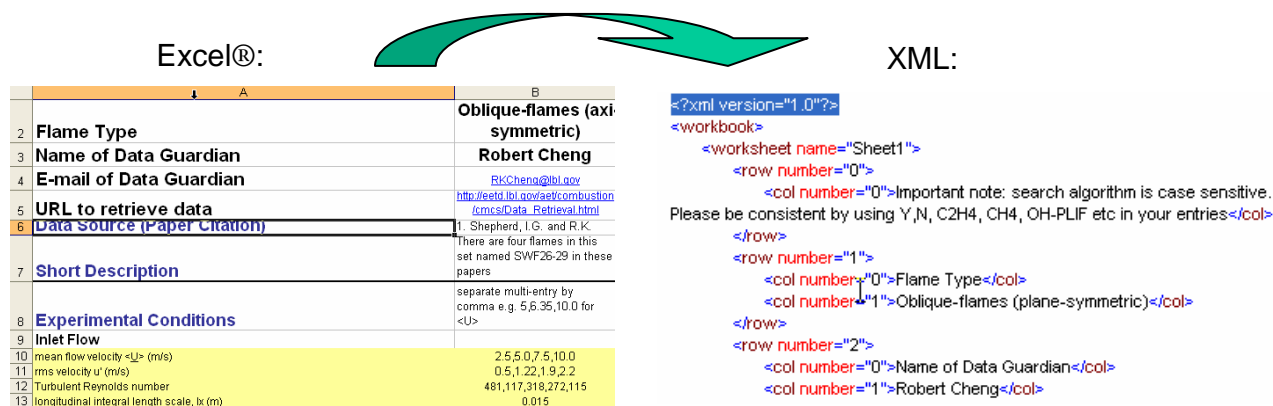 Excel®:
XML:
A B
2 Flame Type Oblique-flames (axi-
symmetric)
3 Name of Data Guardian Robert Cheng
4 E-mail of Data Guardian RKCheng@lbl.gov
5 URL to retrieve data http://eetd.lbl.gov/aet/combustion
/cmcs/Data_Retrieval.html
6 Data Source (Paper Citation) 1. Shepherd, I.G. and R.K.
7 Short Description There are four flames in this
set named SWF26-29 in these
papers
8 Experimental Conditions separate multi-entry by
comma e.g. 5,6.35,10.0 for
<U>
9 Inlet Flow
10 mean flow velocity <U> (m/s) 2.5,5.0,7.5,10.0
11 rms velocity u' (m/s) 0.5,1.22,1.9,2.2
12 Turbulent Reynolds number 481,117,318,272,115
13 longitudinal integral length scale, lx (m) 0.015
<?xml version="1.0"?>
<workbook>
<worksheet name="Sheet1">
<row number="0">
<col number="0">Important note: search algorithm is case sensitive.
Please be consistent by using Y,N, C2H4, CH4, OH-PLIF etc in your entries</col>
</row>
<row number="1">
<col number="0">Flame Type</col>
<col number="1">Oblique-flames (plane-symmetric)</col>
</row>
<row number="2">
<col number="0">Name of Data Guardian</col>
<col number="1">Robert Cheng</col>